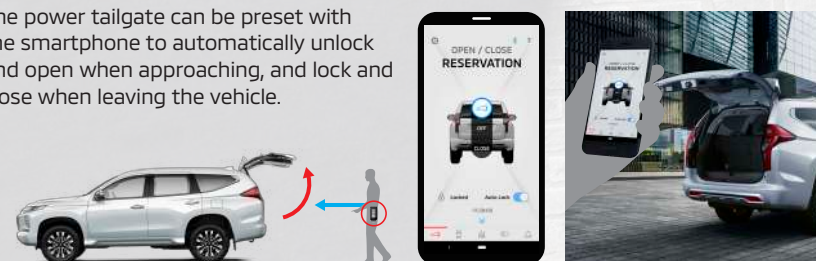 he power tailgate can be preset with
he smartphone to automatically unlock
nd open when approaching, and lock and
lose when leaving the vehicle.
OPEN / CLOSE
RESERVATION
OFF
CLOSE
Locked
Auto Lock